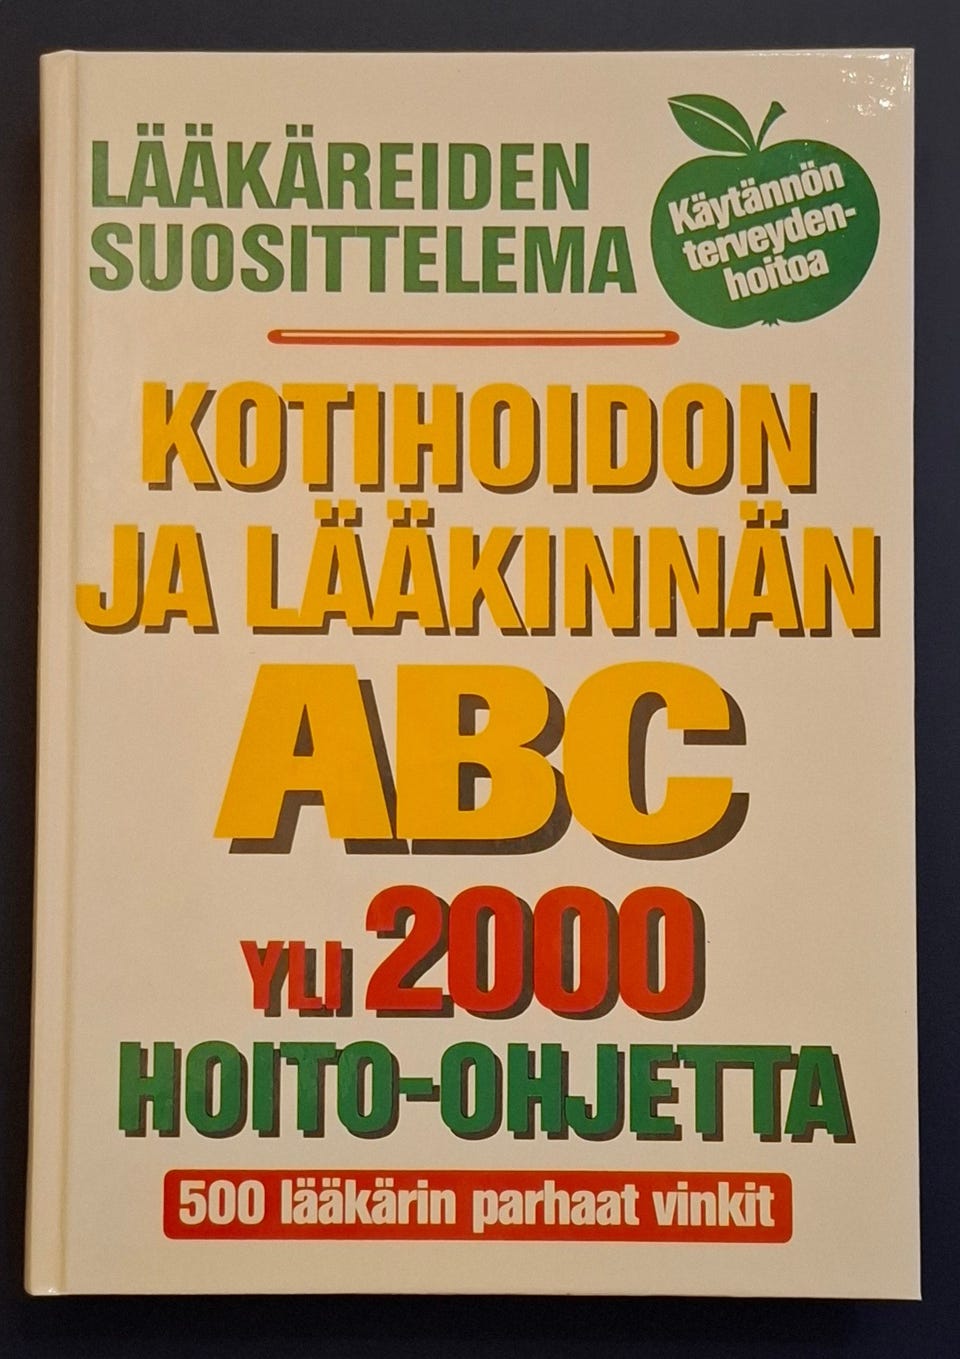 LÄÄKÄREIDEN
SUOSITTELEMA
Käytännön
terveyden-
hoitoa
KOTIHOIDON
JA LÄÄKINNÄN
ABC
YLI 2000
HOITO-OHJETTA
500 lääkärin parhaat vinkit